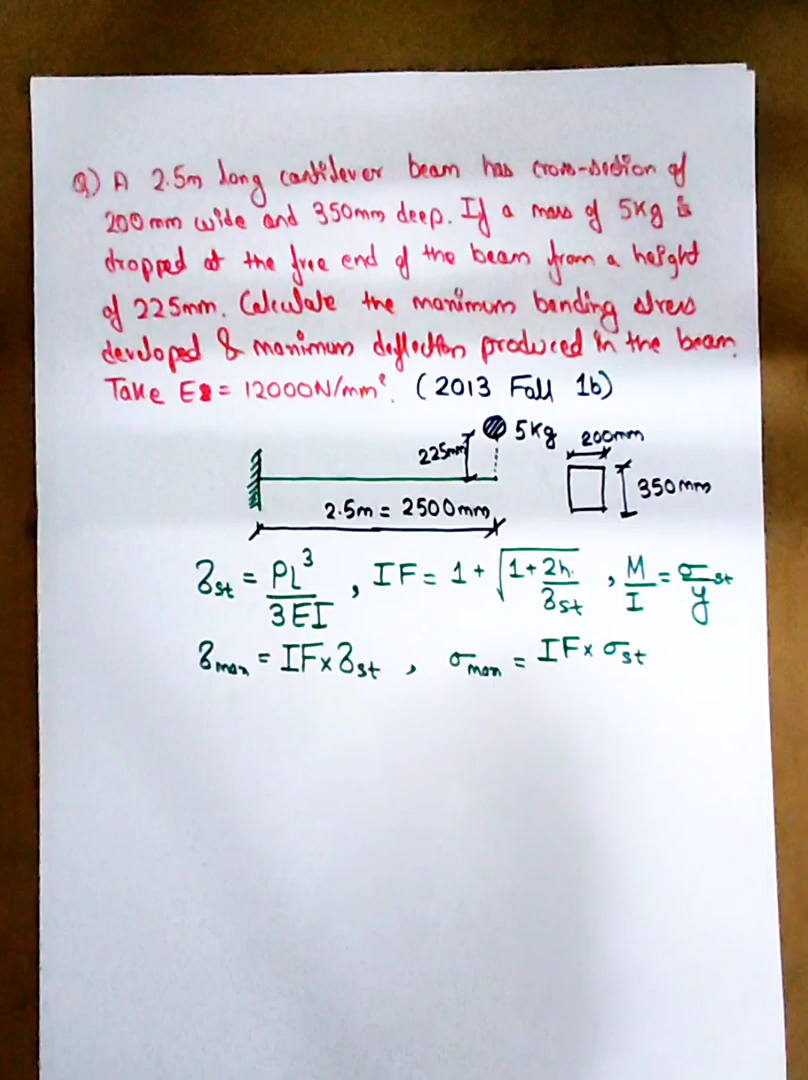 Q) A 2.5m long cantilever beam has cross-section of
200 mm wide and 350mm deep. If a mass of 5Kg is
dropped at the free end of the beam from a height
of 225mm. Calculate the maximum bending stress
developed & maximum deflection produced in the beam.
Take E = 12000N/mm². (2013 Fall 1b)
5Kg 200mm
225mm
350mm
2.5m = 2500mm
δst = PL³/3EI , IF = 1 + √(1 + 2h/δst) , M/I = σst/y
δmax = IF x δst , σmax = IF x σst